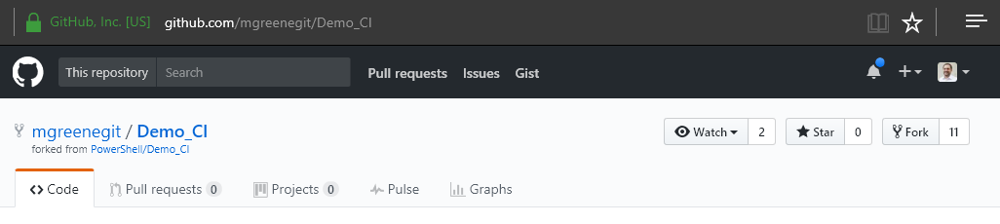 GitHub, Inc. [US] github.com/mgreenegit/Demo_CI
This repository Search Pull requests Issues Gist
mgreenegit / Demo_CI Watch 2 Star 0 Fork 11
forked from PowerShell/Demo_CI
Code Pull requests 0 Projects 0 Pulse Graphs